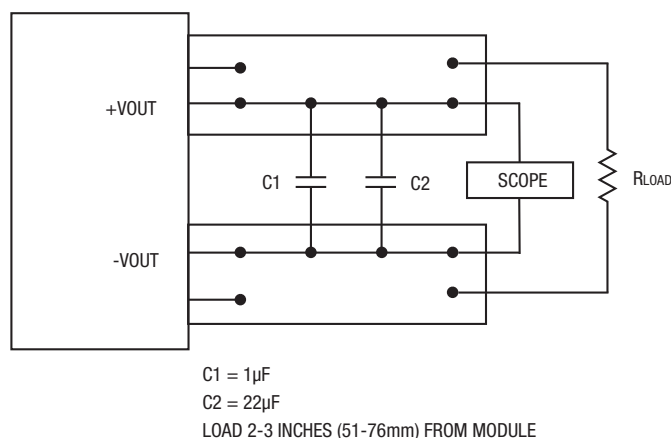 +VOUT
C1
C2
SCOPE
RLOAD
-VOUT
C1 = 1µF
C2 = 22µF
LOAD 2-3 INCHES (51-76mm) FROM MODULE